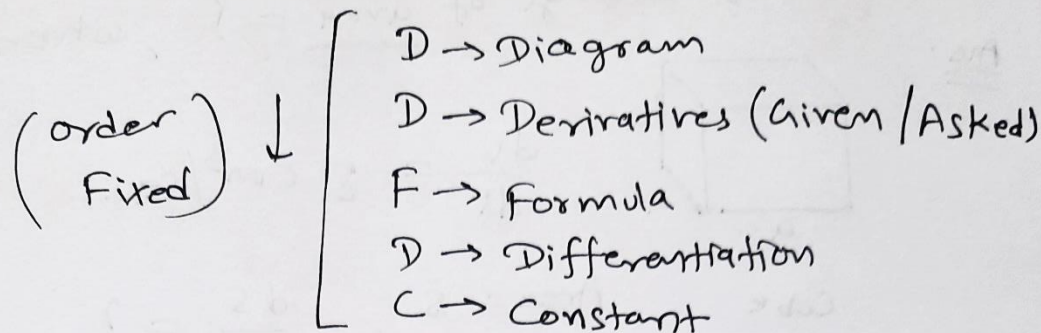 (order Fixed) ↓
D → Diagram
D → Derivatives (Given / Asked)
F → Formula
D → Differentiation
C → Constant